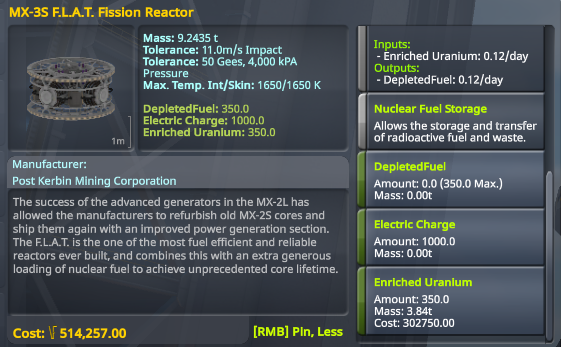 MX-3S F.L.A.T. Fission Reactor
Mass: 9.2435 t
Tolerance: 11.0m/s Impact
Tolerance: 50 Gees, 4,000 kPA
Pressure
Max. Temp. Int/Skin: 1650/1650 K
DepletedFuel: 350.0
Electric Charge: 1000.0
Enriched Uranium: 350.0
1m
Manufacturer:
Post Kerbin Mining Corporation
The success of the advanced generators in the MX-2L has
allowed the manufacturers to refurbish old MX-2S cores and
ship them again with an improved power generation section.
The F.L.A.T. is the one of the most fuel efficient and reliable
reactors ever built, and combines this with an extra generous
loading of nuclear fuel to achieve unprecedented core lifetime.
Cost: 514,257.00
[RMB] Pin, Less
Inputs:
- Enriched Uranium: 0.12/day
Outputs:
- DepletedFuel: 0.12/day
Nuclear Fuel Storage
Allows the storage and transfer
of radioactive fuel and waste.
DepletedFuel
Amount: 0.0 (350.0 Max.)
Mass: 0.00t
Electric Charge
Amount: 1000.0
Mass: 0.00t
Enriched Uranium
Amount: 350.0
Mass: 3.84t
Cost: 302750.00